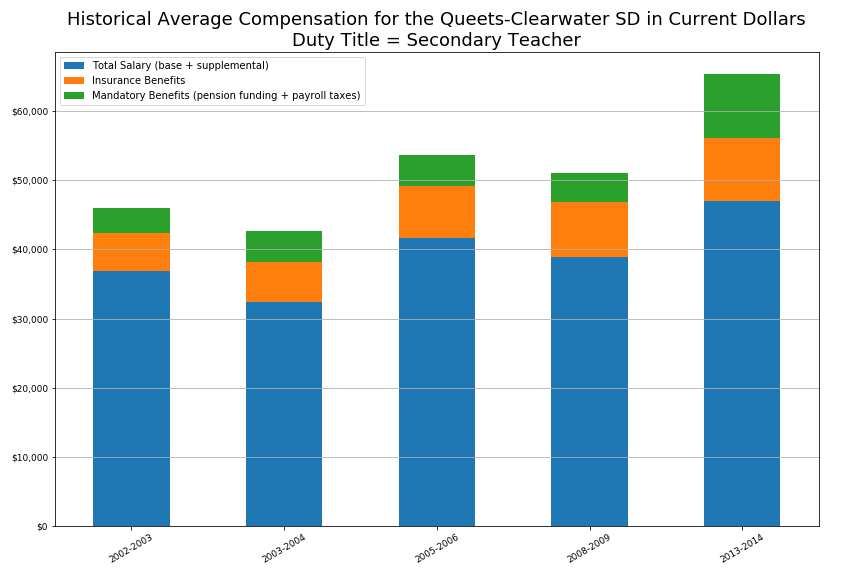 Historical Average Compensation for the Queets-Clearwater SD in Current Dollars
Duty Title = Secondary Teacher
Total Salary (base + supplemental)
Insurance Benefits
Mandatory Benefits (pension funding + payroll taxes)
$60,000
$50,000
$40,000
$30,000
$20,000
$10,000
$0
2002-2003
2003-2004
2005-2006
2008-2009
2013-2014